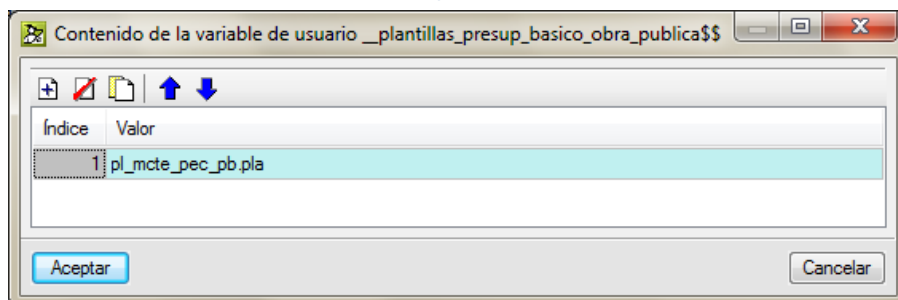 Contenido de la variable de usuario __plantillas_presup_basico_obra_publica$$
Índice Valor
1 pl_mcte_pec_pb.pla
Aceptar Cancelar